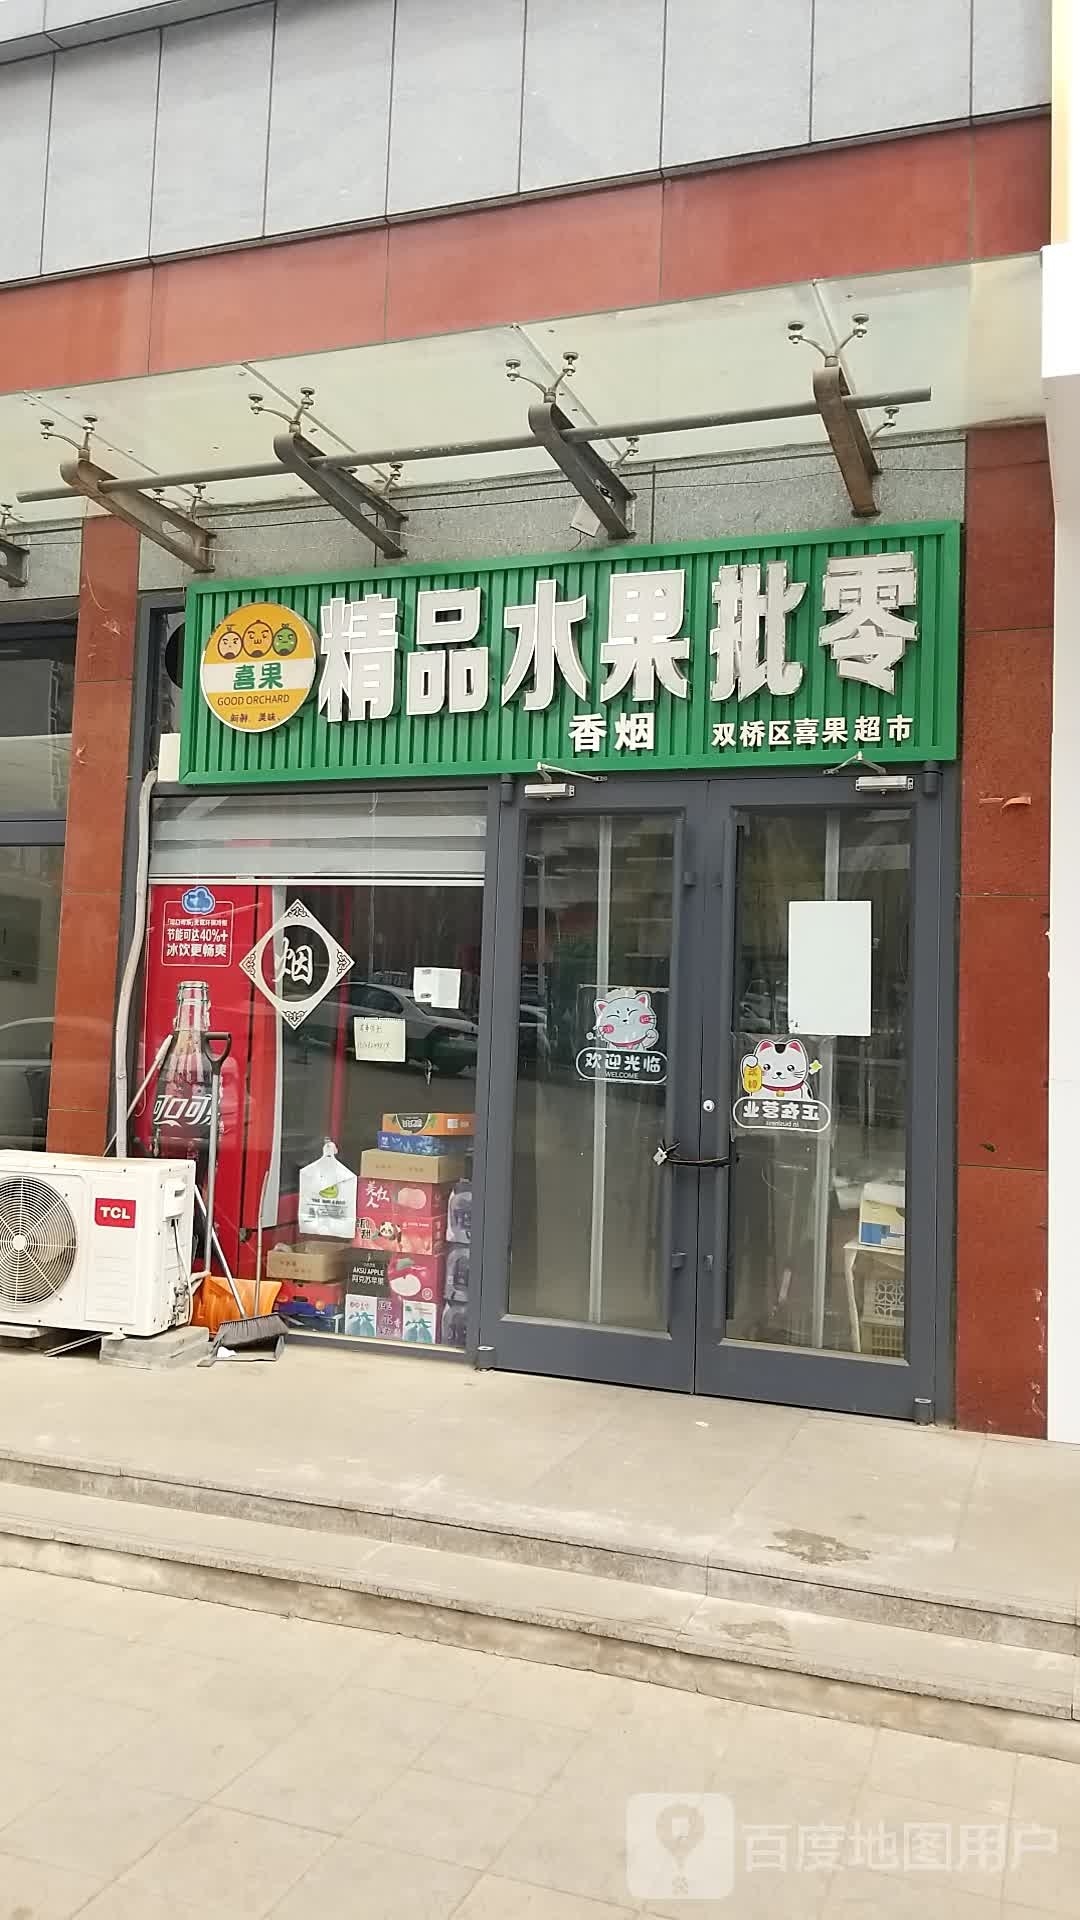 精品水果批零
喜果
GOOD ORCHARD
新鲜.美味.
香烟 双桥区喜果超市
节能可达40%+
冰饮更畅爽
烟
可口可乐
欢迎光临
WELCOME
正在营业
TCL
AKSU APPLE
阿克苏苹果
百度地图用户